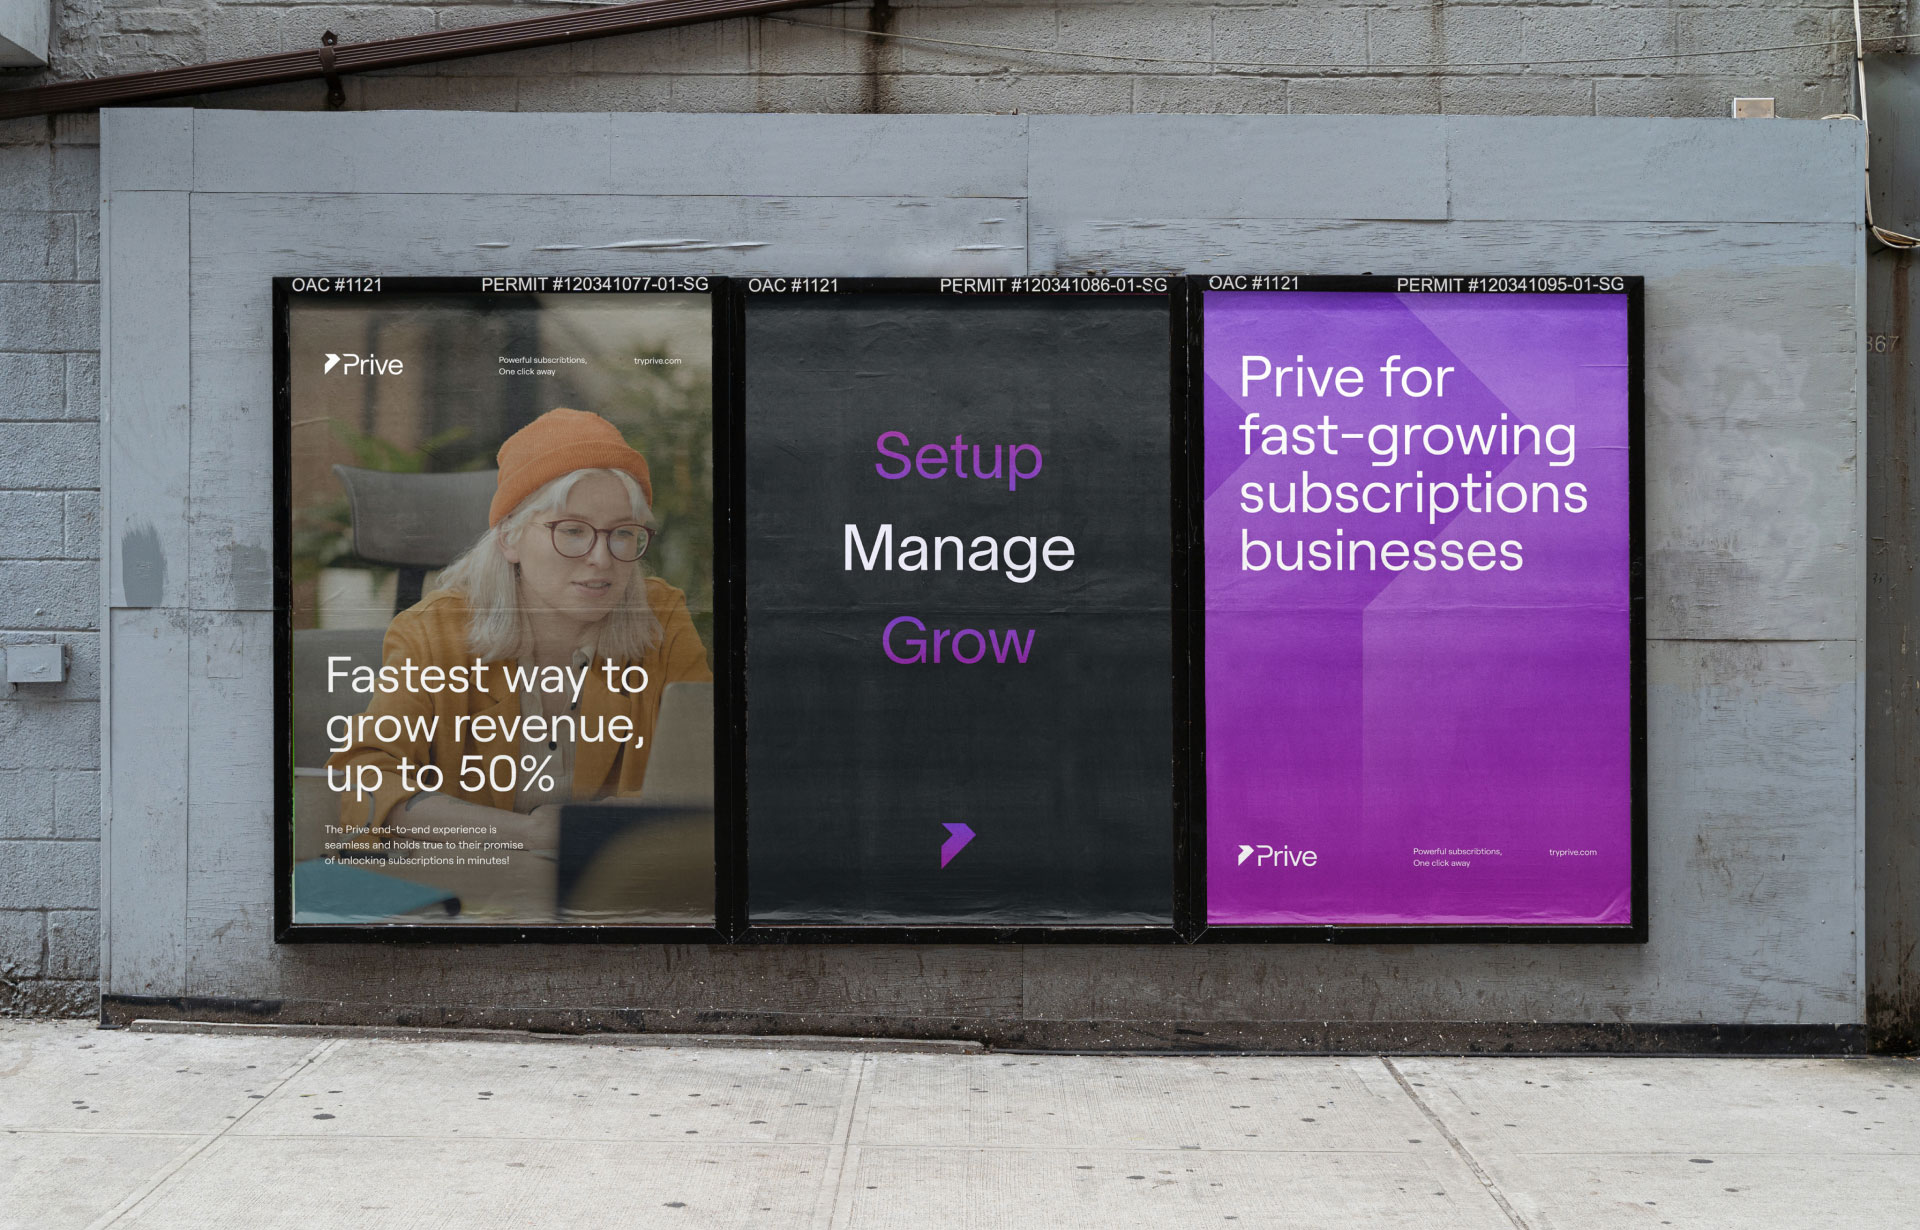 OAC #1121
PERMIT #120341077-01-SG
Prive
Powerful subscribtions,
One click away
tryprive.com
Fastest way to
grow revenue,
up to 50%
The Prive end-to-end experience is
seamless and holds true to their promise
of unlocking subscriptions in minutes!
OAC #1121
PERMIT #120341086-01-SG
Setup
Manage
Grow
OAC #1121
PERMIT #120341095-01-SG
Prive for
fast-growing
subscriptions
businesses
Prive
Powerful subscribtions,
One click away
tryprive.com